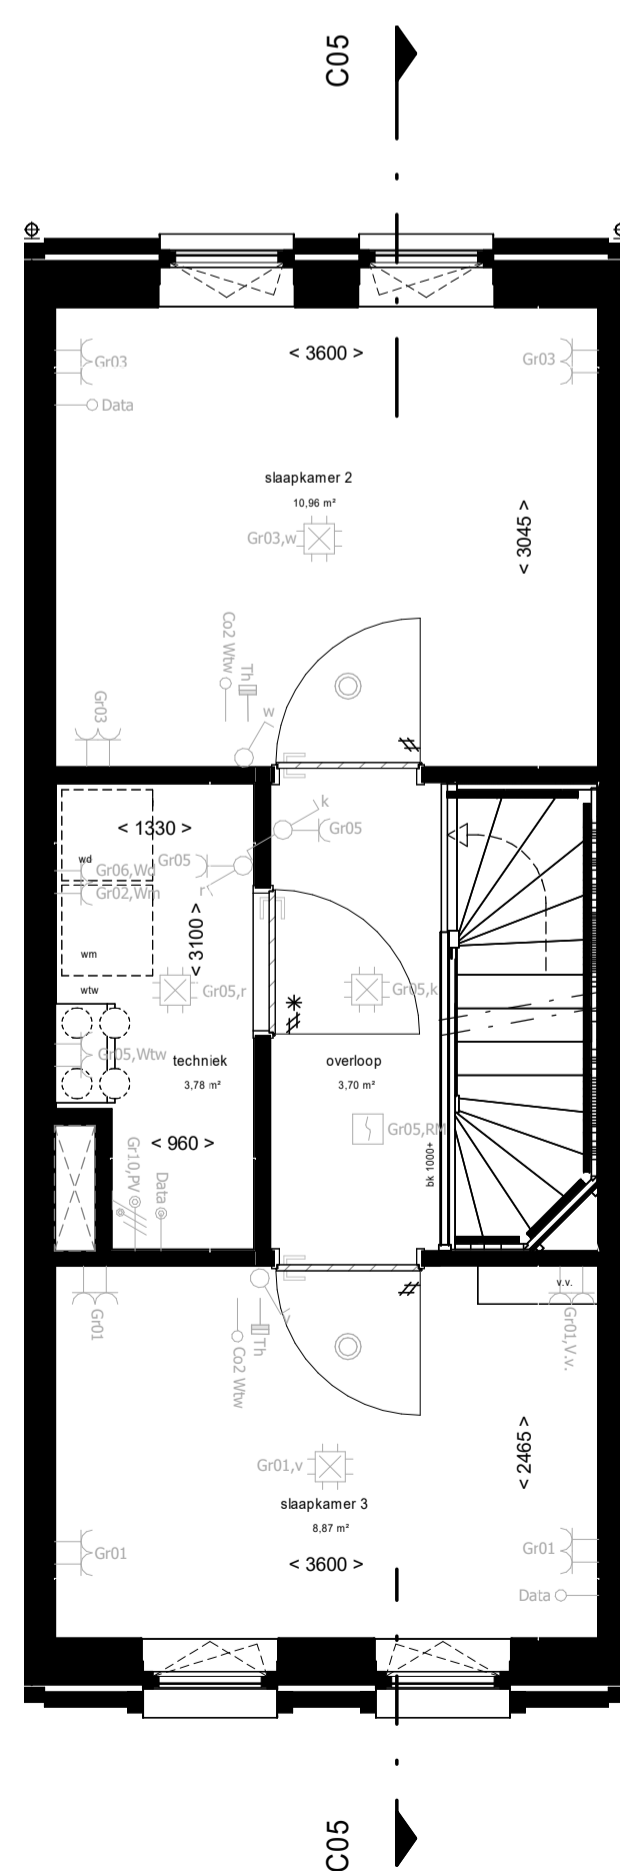 C05
< 3600 >
Gr03
Gr03
Data
slaapkamer 2
10,96 m²
< 3045 >
Gr03,w
Co2 Wtw
Th
w
Gr03
k
< 1330 >
Gr05
Gr05
wd
Gr06,Wd
r
Gr02,Wm
< 3100 >
wm
wtw
Gr05,r
Gr05,k
Gr05,Wtw
techniek
3,78 m²
overloop
3,70 m²
Gr05,RM
bk 1000+
< 960 >
Gr10,PV
Data
v.v.
Gr01
Gr01,V.v.
v
Th
Co2 Wtw
< 2465 >
Gr01,v
slaapkamer 3
8,87 m²
Gr01
Gr01
< 3600 >
Data
C05